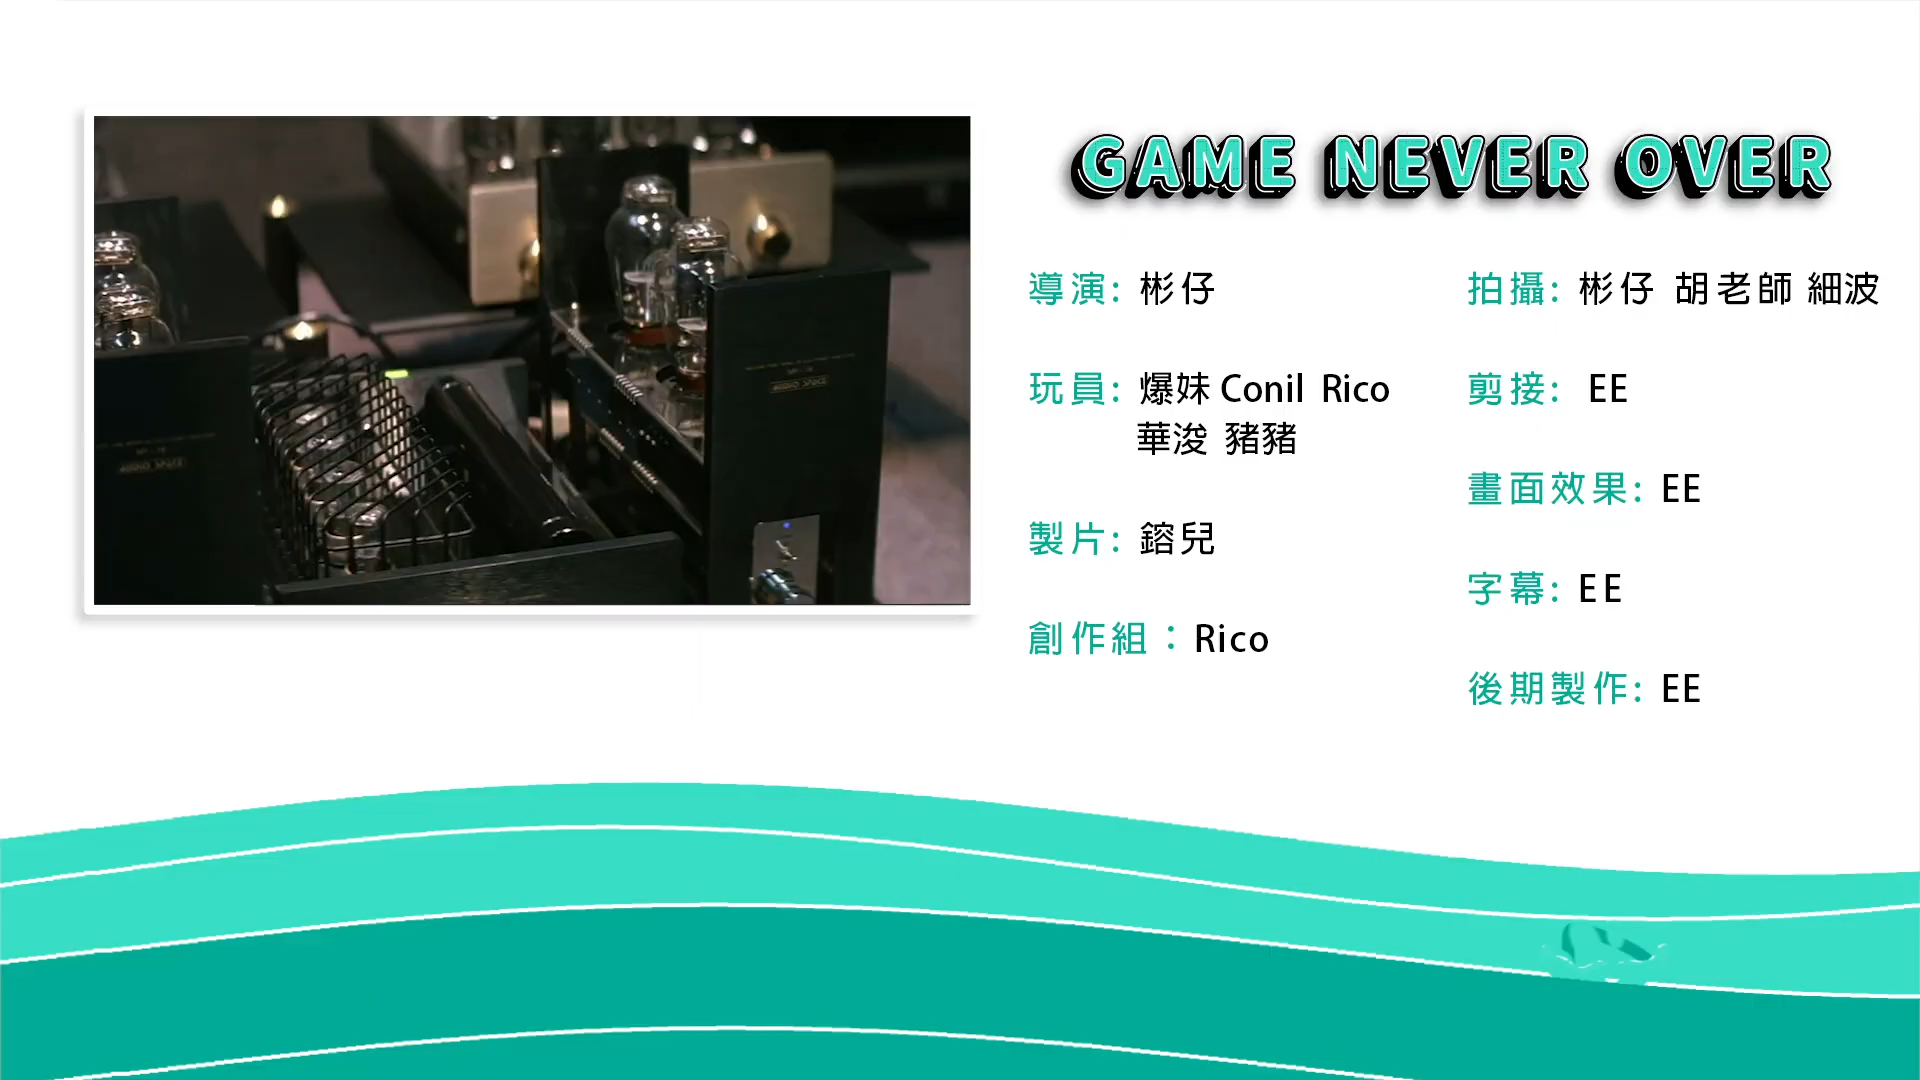 GAME NEVER OVER
導演: 彬仔
玩員: 爆妹 Conil Rico
華浚 豬豬
製片: 鎔兒
創作組：Rico
拍攝: 彬仔 胡老師 細波
剪接: EE
畫面效果: EE
字幕: EE
後期製作: EE